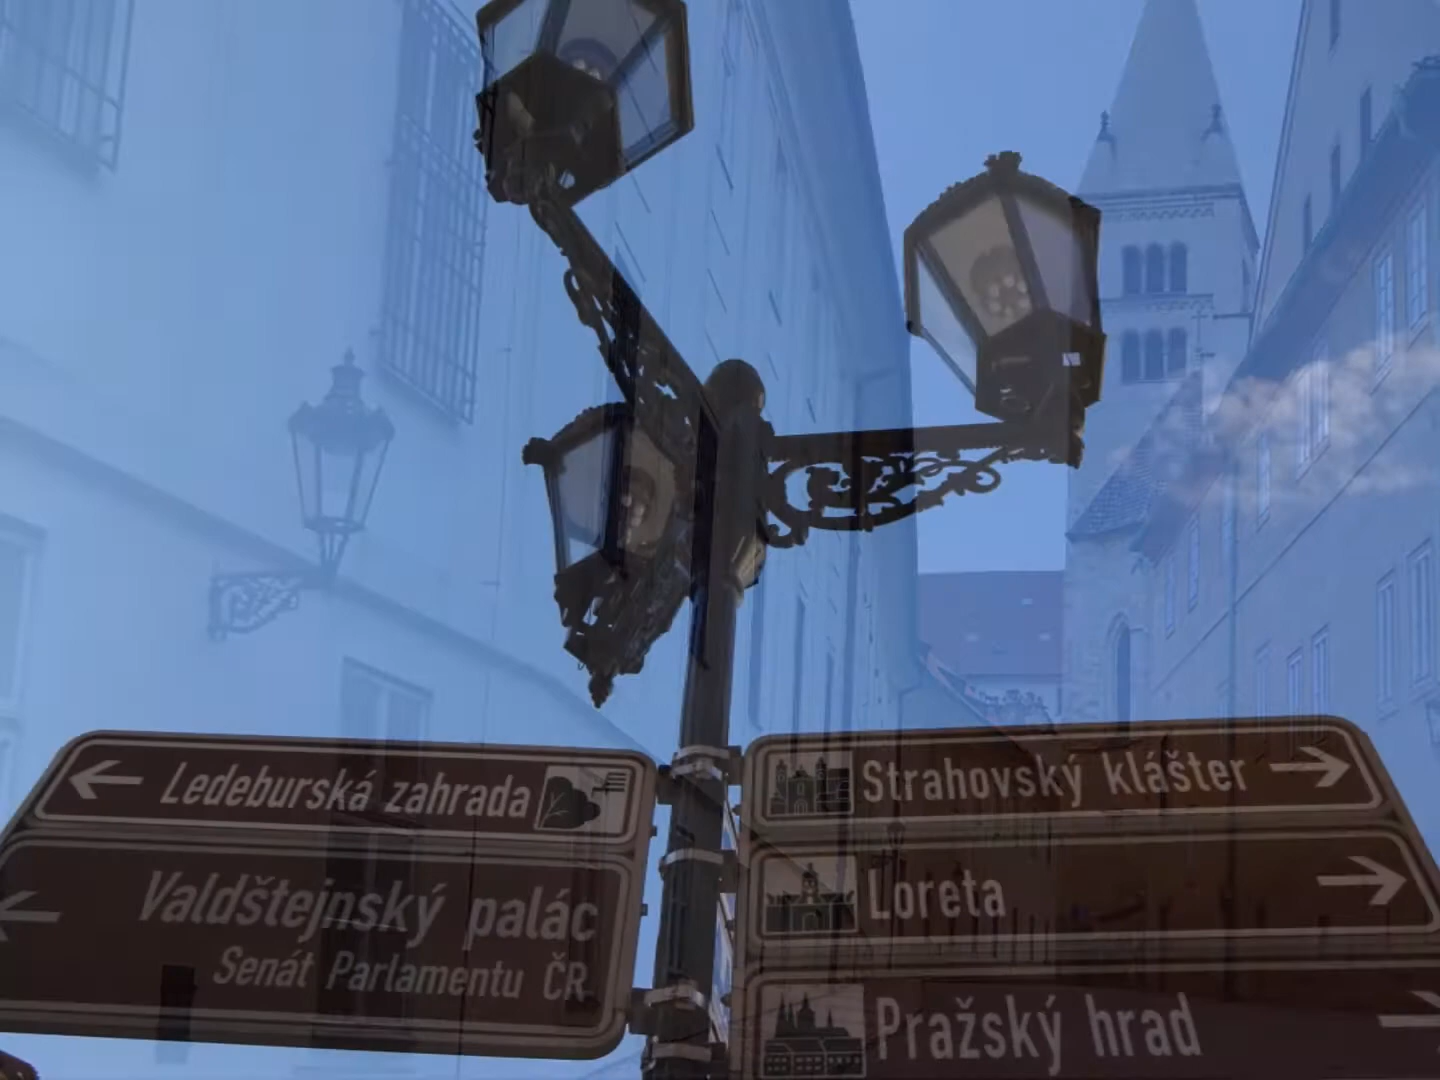 Ledeburská zahrada
Valdštejnský palác
Senát Parlamentu ČR
Strahovský klášter
Loreta
Pražský hrad